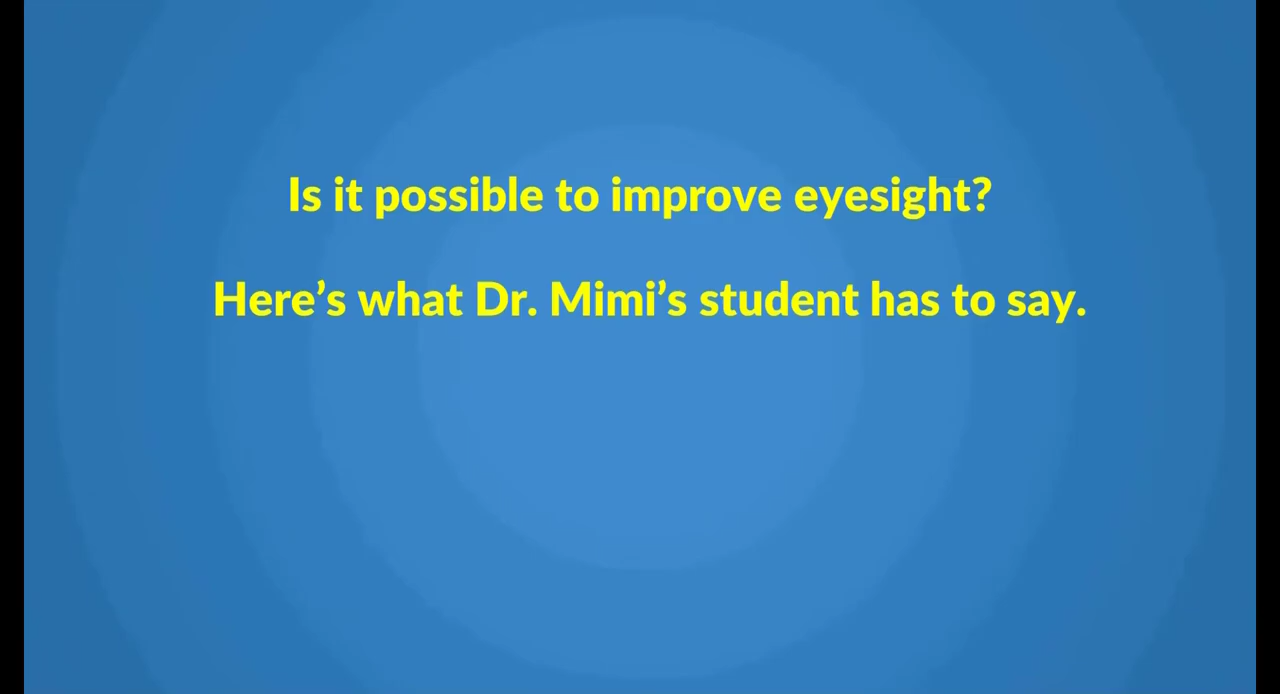 Is it possible to improve eyesight?
Here’s what Dr. Mimi’s student has to say.